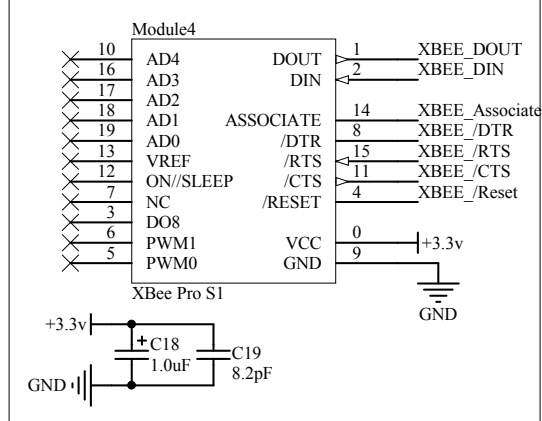 Module4
10 AD4 DOUT 1 XBEE_DOUT
16 AD3 DIN 2 XBEE_DIN
17 AD2
18 AD1 ASSOCIATE 14 XBEE_Associate
19 AD0 /DTR 8 XBEE_/DTR
13 VREF /RTS 15 XBEE_/RTS
12 ON//SLEEP /CTS 11 XBEE_/CTS
7 NC /RESET 4 XBEE_/Reset
3 DO8
6 PWM1 VCC 0 +3.3v
5 PWM0 GND 9
XBee Pro S1
GND
+3.3v
+ C18 C19
1.0uF 8.2pF
GND